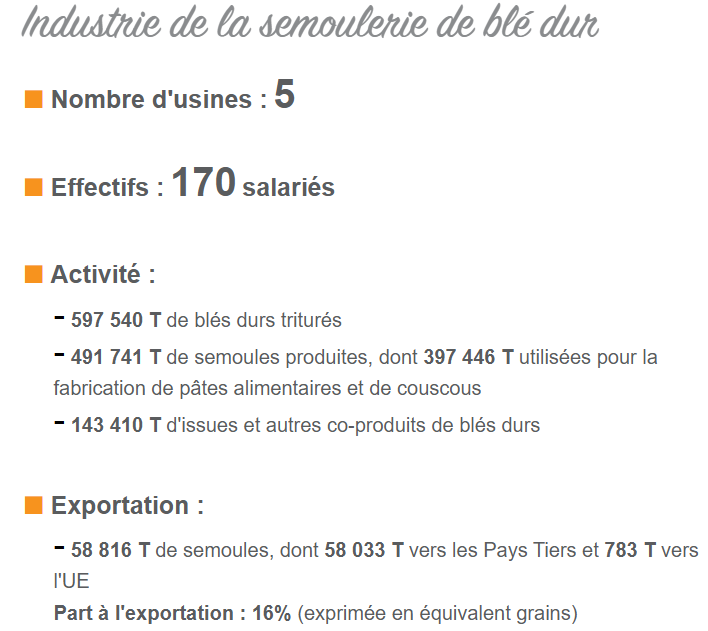 Industrie de la semoulerie de blé dur
Nombre d'usines : 5
Effectifs : 170 salariés
Activité :
- 597 540 T de blés durs triturés
- 491 741 T de semoules produites, dont 397 446 T utilisées pour la
fabrication de pâtes alimentaires et de couscous
- 143 410 T d'issues et autres co-produits de blés durs
Exportation :
- 58 816 T de semoules, dont 58 033 T vers les Pays Tiers et 783 T vers
l'UE
Part à l'exportation : 16% (exprimée en équivalent grains)